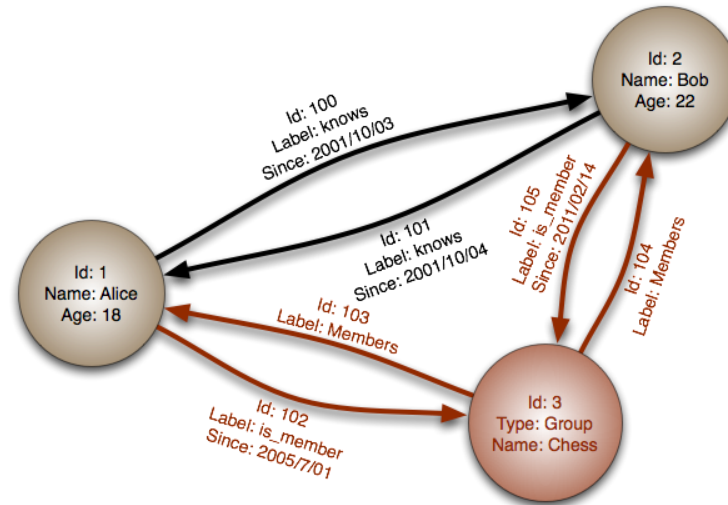 Id: 2
Name: Bob
Age: 22
Id: 100
Label: knows
Since: 2001/10/03
Id: 101
Label: knows
Since: 2001/10/04
Id: 105
Label: is_member
Since: 2011/02/14
Id: 104
Label: Members
Id: 1
Name: Alice
Age: 18
Id: 103
Label: Members
Id: 102
Label: is_member
Since: 2005/7/01
Id: 3
Type: Group
Name: Chess